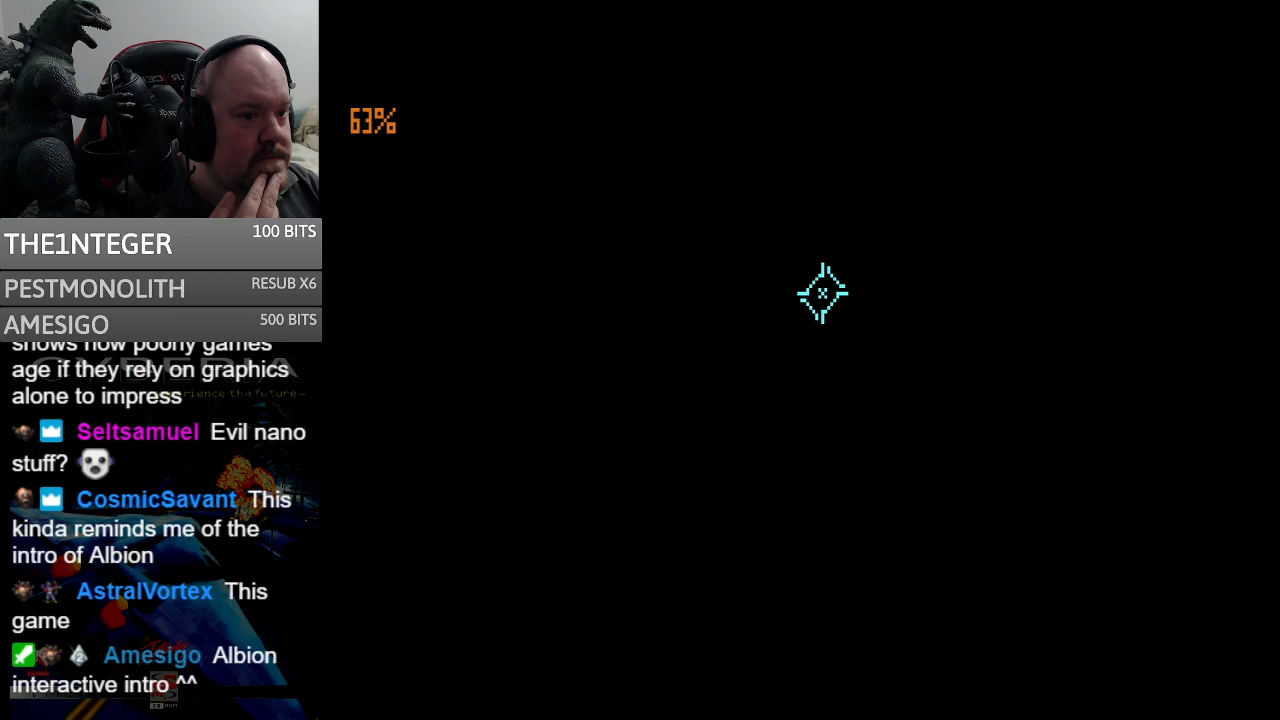 63%
THE1NTEGER 100 BITS
PESTMONOLITH RESUB X6
AMESIGO 500 BITS
shows how poorly games
age if they rely on graphics
alone to impress
CYBERIA
Seltsamuel Evil nano
stuff?
CosmicSavant This
kinda reminds me of the
intro of Albion
AstralVortex This
game
Amesigo Albion
interactive intro ^^